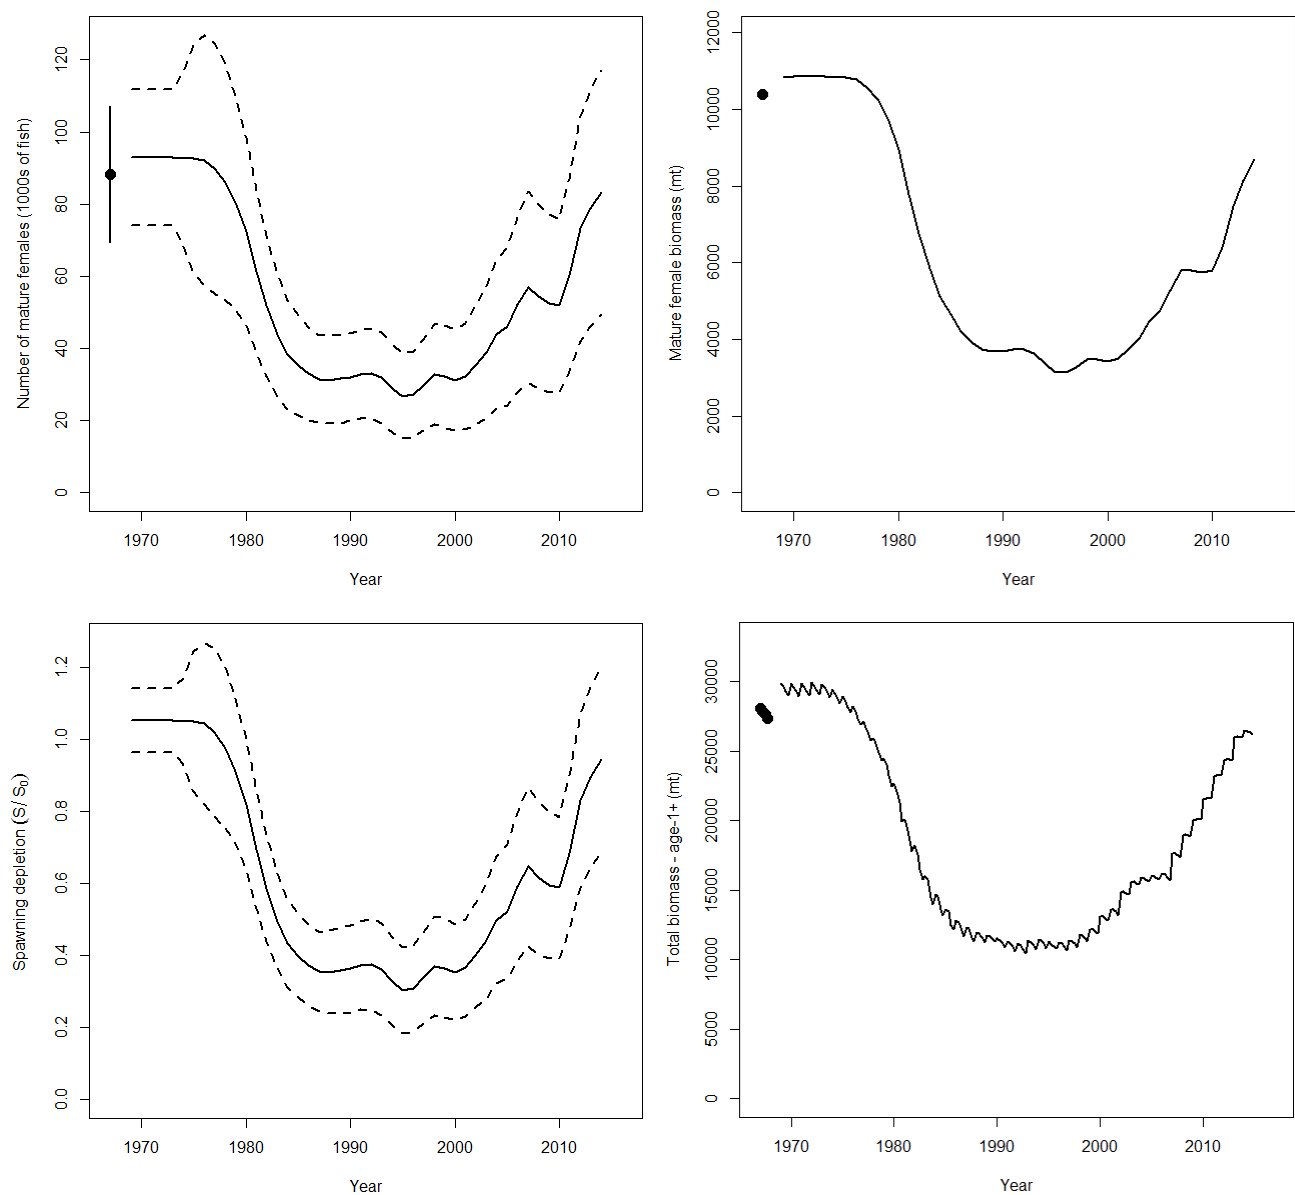 Number of mature females (1000s of fish)
120
100
80
60
40
20
0
1970 1980 1990 2000 2010
Year
Mature female biomass (mt)
12000
10000
8000
6000
4000
2000
0
1970 1980 1990 2000 2010
Year
Spawning depletion (S/ S0)
1.2
1.0
0.8
0.6
0.4
0.2
0.0
1970 1980 1990 2000 2010
Year
Total biomass - age-1+ (mt)
30000
25000
20000
15000
10000
5000
0
1970 1980 1990 2000 2010
Year